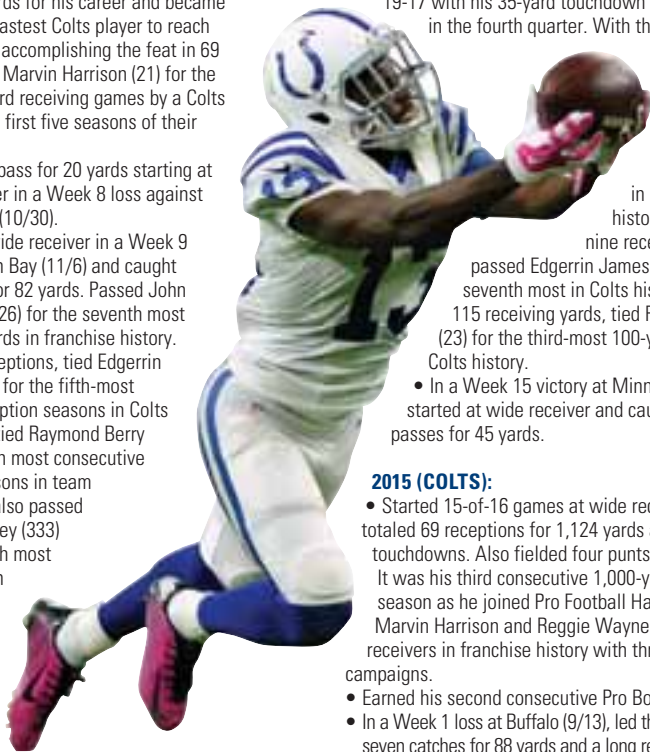 rds for his career and became
astest Colts player to reach
accomplishing the feat in 69
Marvin Harrison (21) for the
rd receiving games by a Colts
first five seasons of their
pass for 20 yards starting at
er in a Week 8 loss against
(10/30).
ide receiver in a Week 9
n Bay (11/6) and caught
or 82 yards. Passed John
26) for the seventh most
rds in franchise history.
eptions, tied Edgerrin
for the fifth-most
ption seasons in Colts
ied Raymond Berry
h most consecutive
sons in team
also passed
ey (333)
h most
n
19-17 with his 35-yard touchdown
in the fourth quarter. With th
in
histo
nine rece
passed Edgerrin James
seventh most in Colts his
115 receiving yards, tied R
(23) for the third-most 100-y
Colts history.
• In a Week 15 victory at Minn
started at wide receiver and cau
passes for 45 yards.
2015 (COLTS):
• Started 15-of-16 games at wide rec
totaled 69 receptions for 1,124 yards a
touchdowns. Also fielded four punts
It was his third consecutive 1,000-y
season as he joined Pro Football Ha
Marvin Harrison and Reggie Wayne
receivers in franchise history with thr
campaigns.
• Earned his second consecutive Pro Bo
• In a Week 1 loss at Buffalo (9/13), led th
seven catches for 88 yards and a long re
13